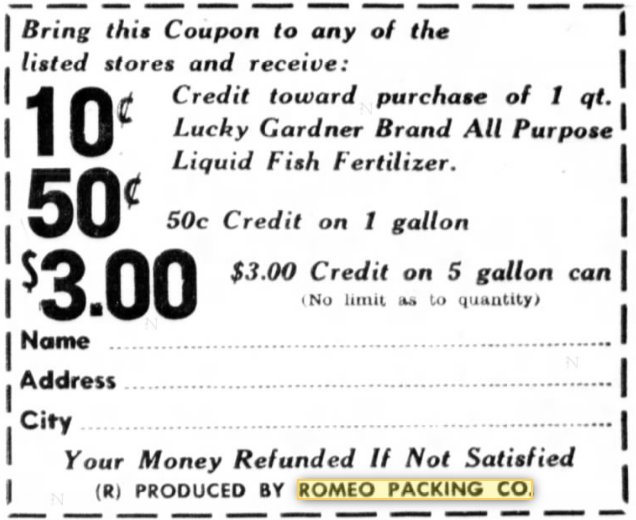 Bring this Coupon to any of the
listed stores and receive:
10¢ Credit toward purchase of 1 qt.
Lucky Gardner Brand All Purpose
Liquid Fish Fertilizer.
50¢ 50c Credit on 1 gallon
$3.00 $3.00 Credit on 5 gallon can
(No limit as to quantity)
Name
Address
City
Your Money Refunded If Not Satisfied
(R) PRODUCED BY ROMEO PACKING CO.